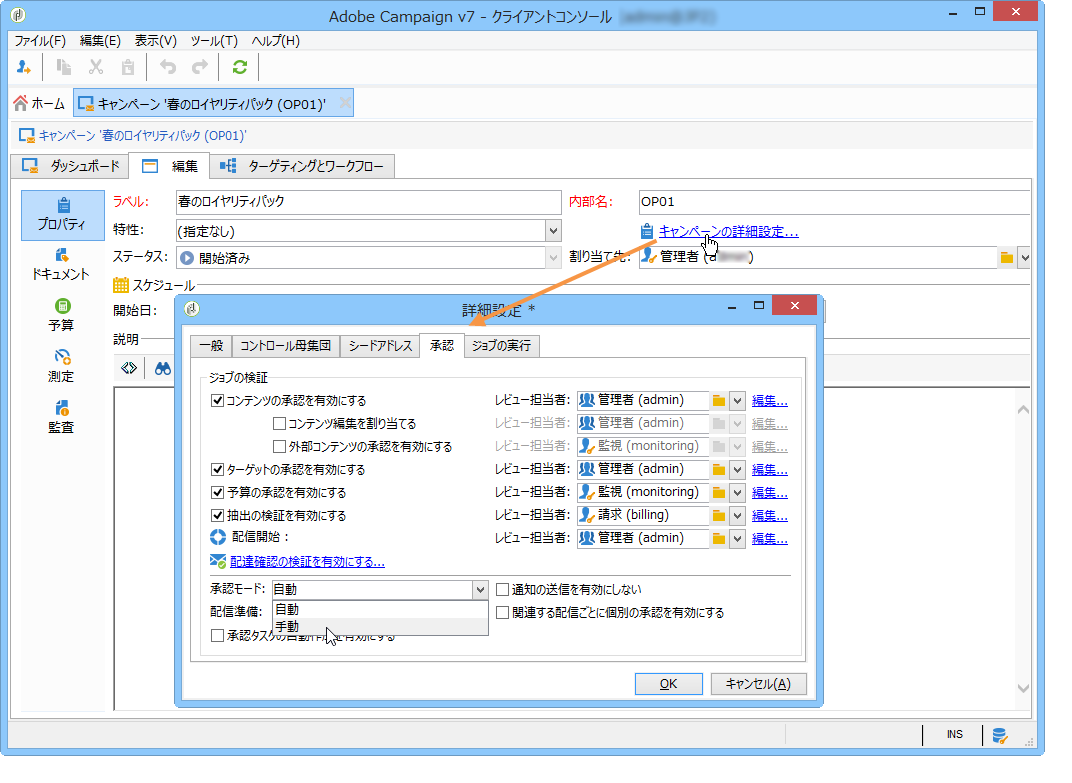 Adobe Campaign v7 - クライアントコンソール
ファイル(F) 編集(E) 表示(V) ツール(T) ヘルプ(H)
ホーム キャンペーン '春のロイヤリティパック (OP01)'
キャンペーン '春のロイヤリティパック (OP01)'
ダッシュボード 編集 ターゲティングとワークフロー
プロパティ
ドキュメント
予算
測定
監査
ラベル: 春のロイヤリティパック 内部名: OP01
特性: (指定なし) キャンペーンの詳細設定...
ステータス: 開始済み 割り当て先: 管理者
スケジュール
開始日:
説明
詳細設定 *
一般 コントロール母集団 シードアドレス 承認 ジョブの実行
ジョブの検証
コンテンツの承認を有効にする レビュー担当者: 管理者 (admin) 編集...
コンテンツ編集を割り当てる レビュー担当者: 管理者 (admin) 編集...
外部コンテンツの承認を有効にする レビュー担当者: 監視 (monitoring) 編集...
ターゲットの承認を有効にする レビュー担当者: 管理者 (admin) 編集...
予算の承認を有効にする レビュー担当者: 監視 (monitoring) 編集...
抽出の検証を有効にする レビュー担当者: 請求 (billing) 編集...
配信開始 : レビュー担当者: 管理者 (admin) 編集...
配達確認の検証を有効にする...
承認モード: 自動 通知の送信を有効にしない
自動
配信準備: 手動 関連する配信ごとに個別の承認を有効にする
承認タスクの自動
OK キャンセル(A)
INS